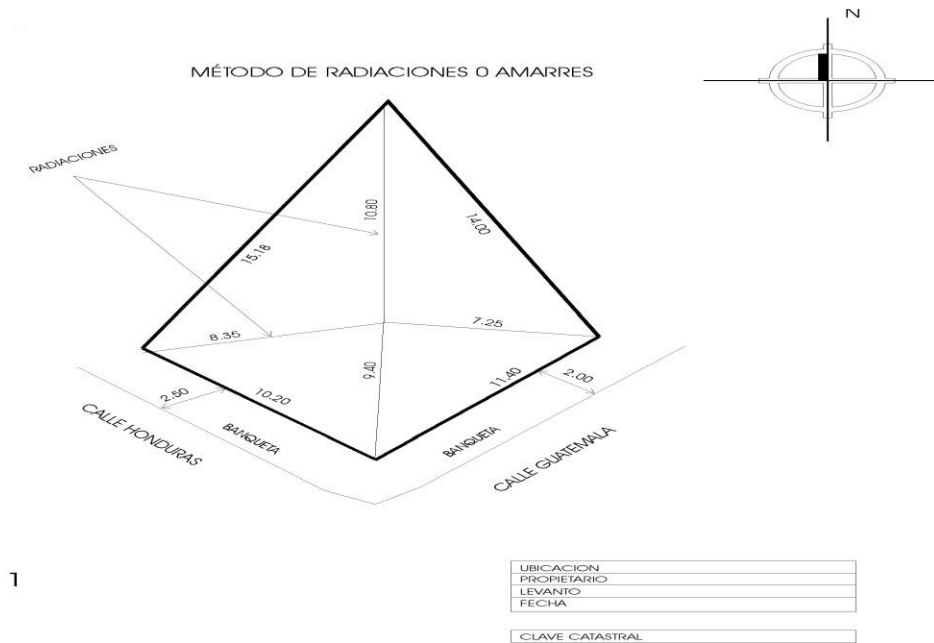 N
MÉTODO DE RADIACIONES O AMARRES
RADIACIONES
10.80
14.00
15.18
8.35
7.25
9.40
2.50
10.20
11.40
2.00
BANQUETA
BANQUETA
CALLE HONDURAS
CALLE GUATEMALA
1
UBICACION
PROPIETARIO
LEVANTO
FECHA
CLAVE CATASTRAL